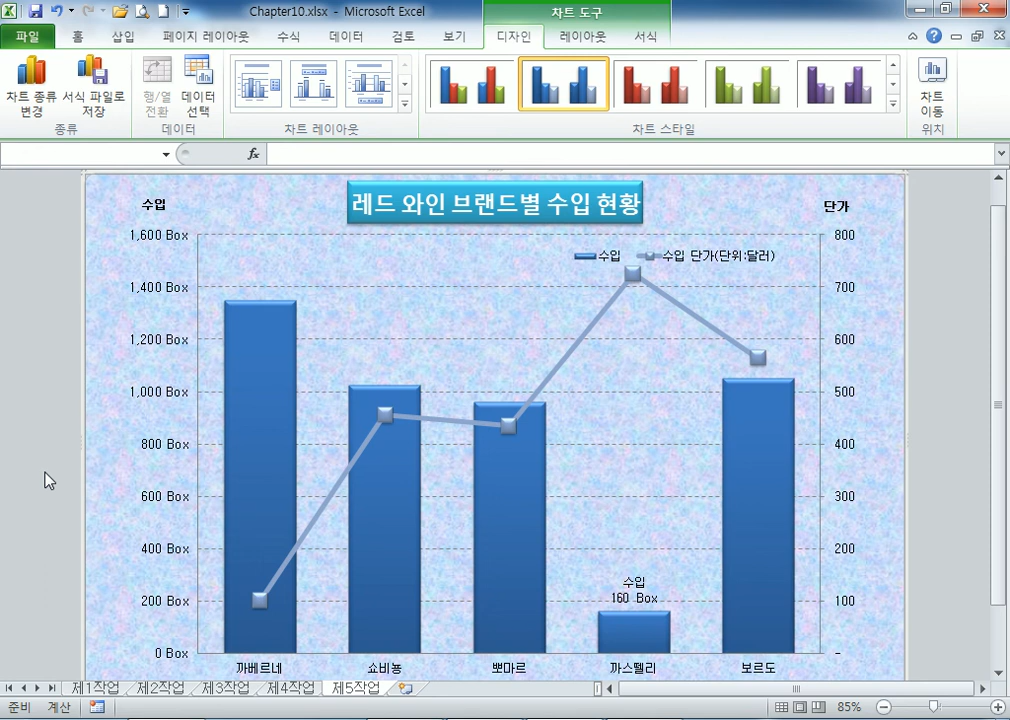 Chapter10.xlsx - Microsoft Excel
차트 도구
파일 홈 삽입 페이지 레이아웃 수식 데이터 검토 보기 디자인 레이아웃 서식
차트 종류 변경
서식 파일로 저장
행/열 전환
데이터 선택
차트 이동
종류 데이터 차트 레이아웃 차트 스타일 위치
fx
레드 와인 브랜드별 수입 현황
수입 단가
수입 수입 단가(단위:달러)
1,600 Box 800
1,400 Box 700
1,200 Box 600
1,000 Box 500
800 Box 400
600 Box 300
400 Box 200
수입
160 Box
200 Box 100
0 Box -
까베르네 쇼비뇽 뽀마르 까스뗄리 보르도
제1작업 제2작업 제3작업 제4작업 제5작업
준비 계산 85%